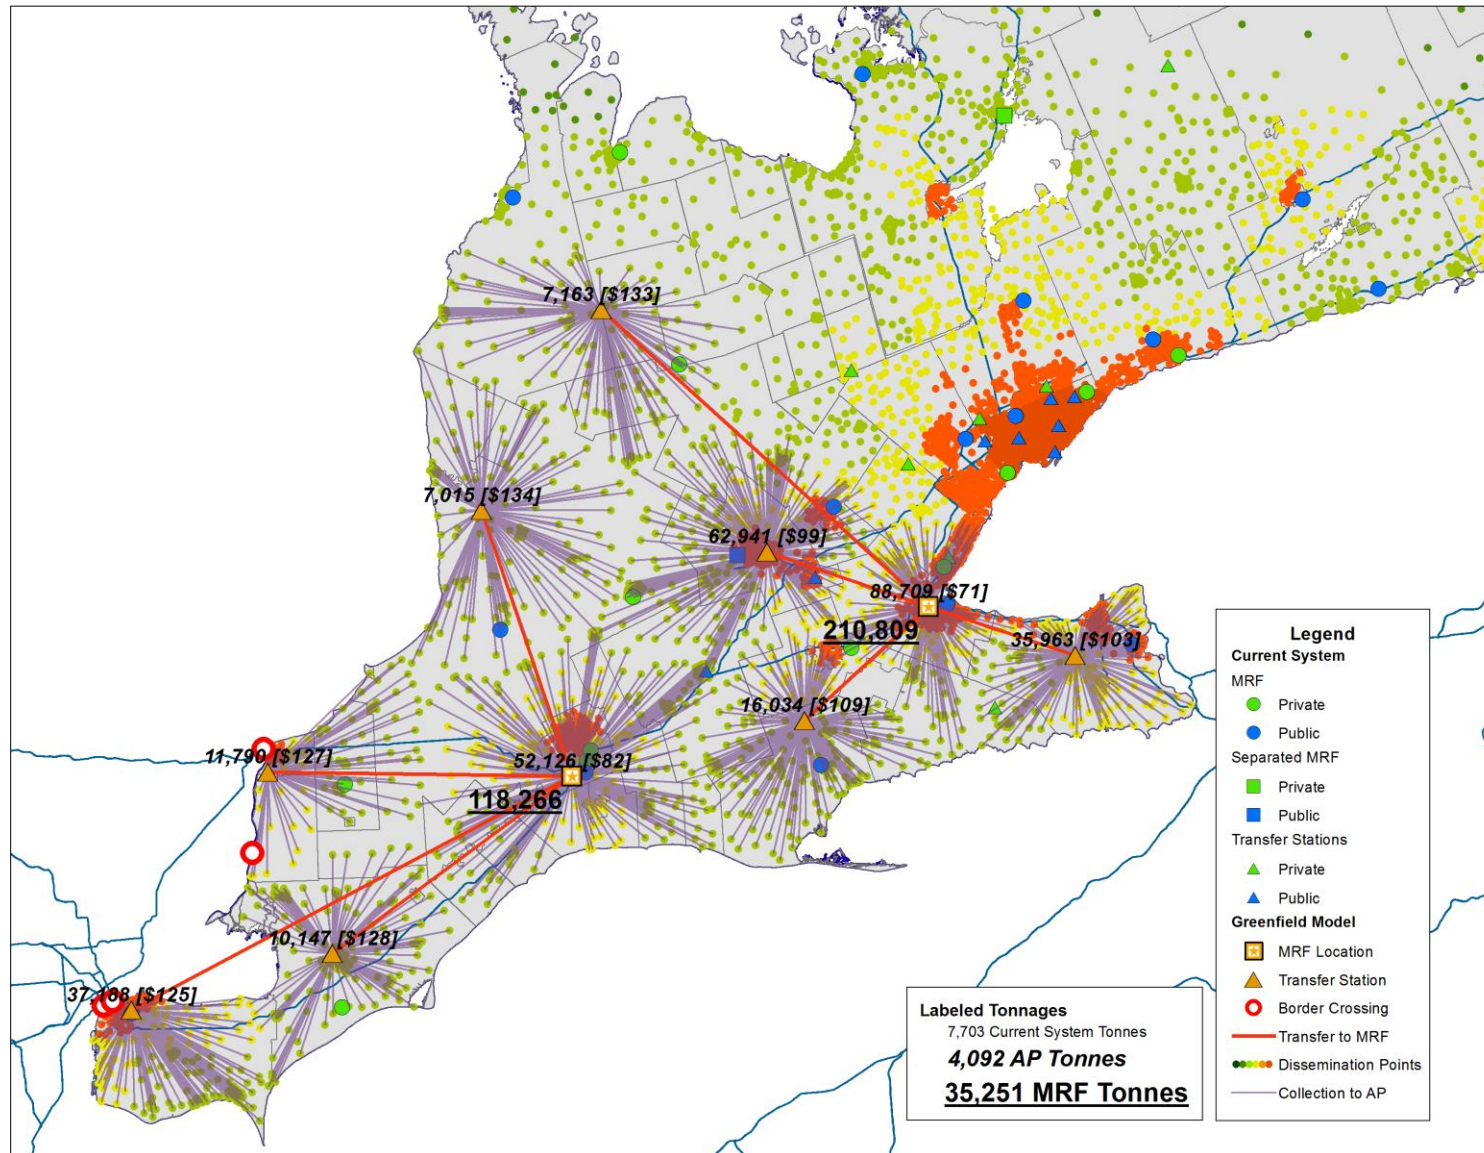 7,163 [$133]
7,015 [$134]
62,941 [$99]
88,709 [$71]
210,809
35,963 [$103]
16,034 [$109]
11,790 [$127]
52,126 [$82]
118,266
10,147 [$128]
37,188 [$125]
Legend
Current System
MRF
Private
Public
Separated MRF
Private
Public
Transfer Stations
Private
Public
Greenfield Model
MRF Location
Transfer Station
Border Crossing
Transfer to MRF
Dissemination Points
Collection to AP
Labeled Tonnages
7,703 Current System Tonnes
4,092 AP Tonnes
35,251 MRF Tonnes